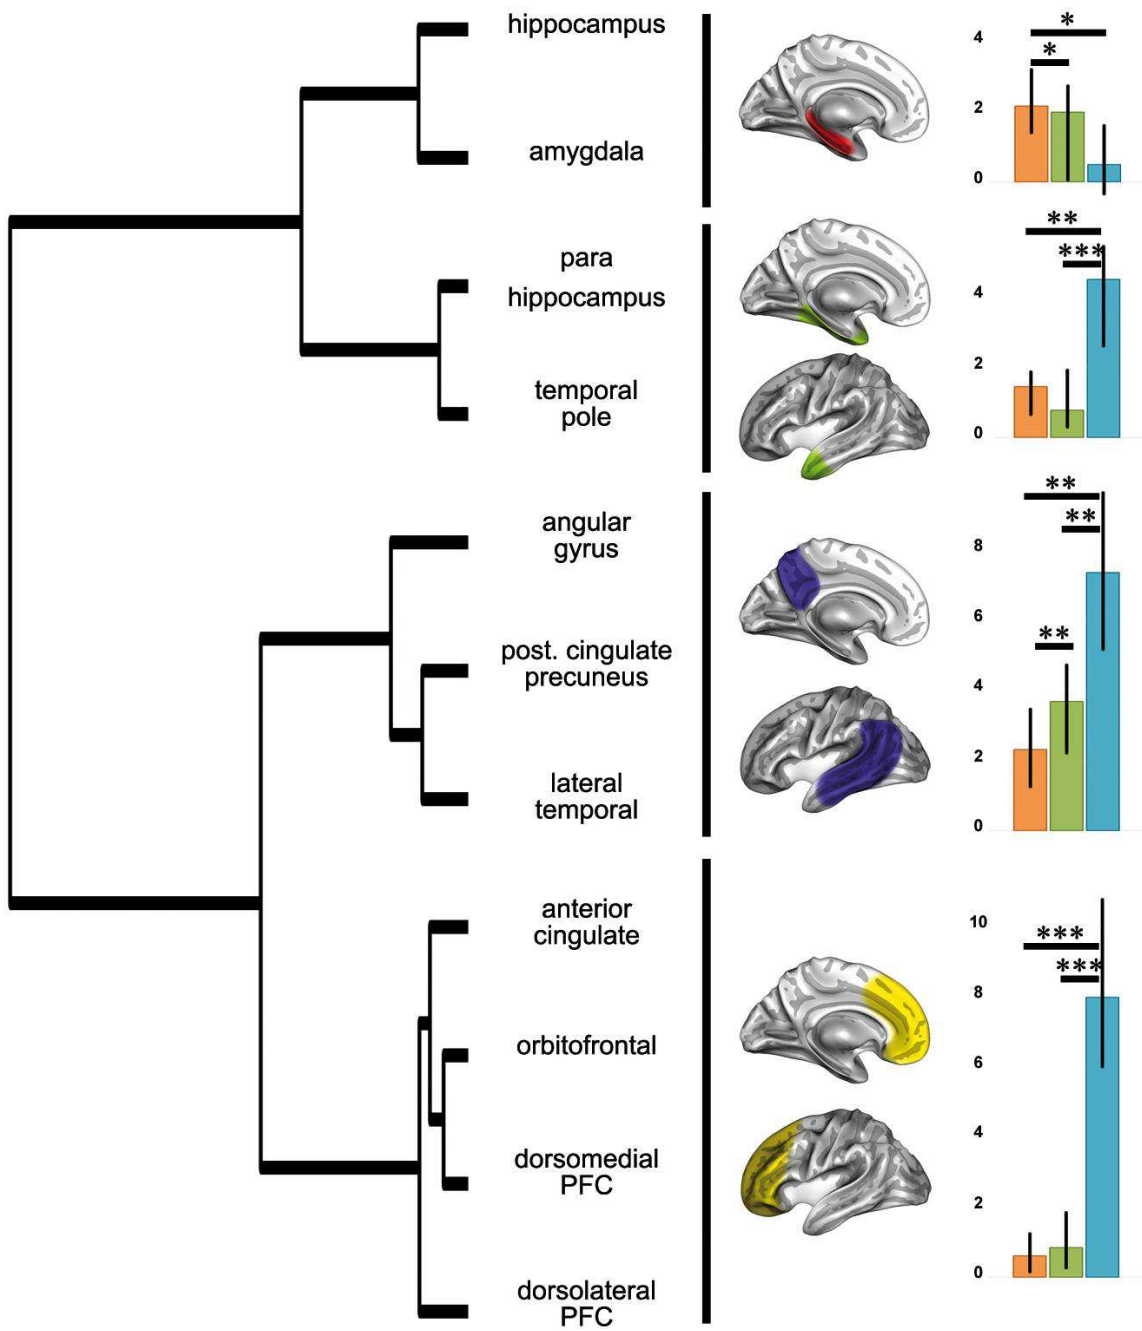 hippocampus
amygdala
para
hippocampus
temporal
pole
angular
gyrus
post. cingulate
precuneus
lateral
temporal
anterior
cingulate
orbitofrontal
dorsomedial
PFC
dorsolateral
PFC
4
2
0
*
*
4
2
0
**
***
8
6
4
2
0
**
**
**
10
8
6
4
2
0
***
***